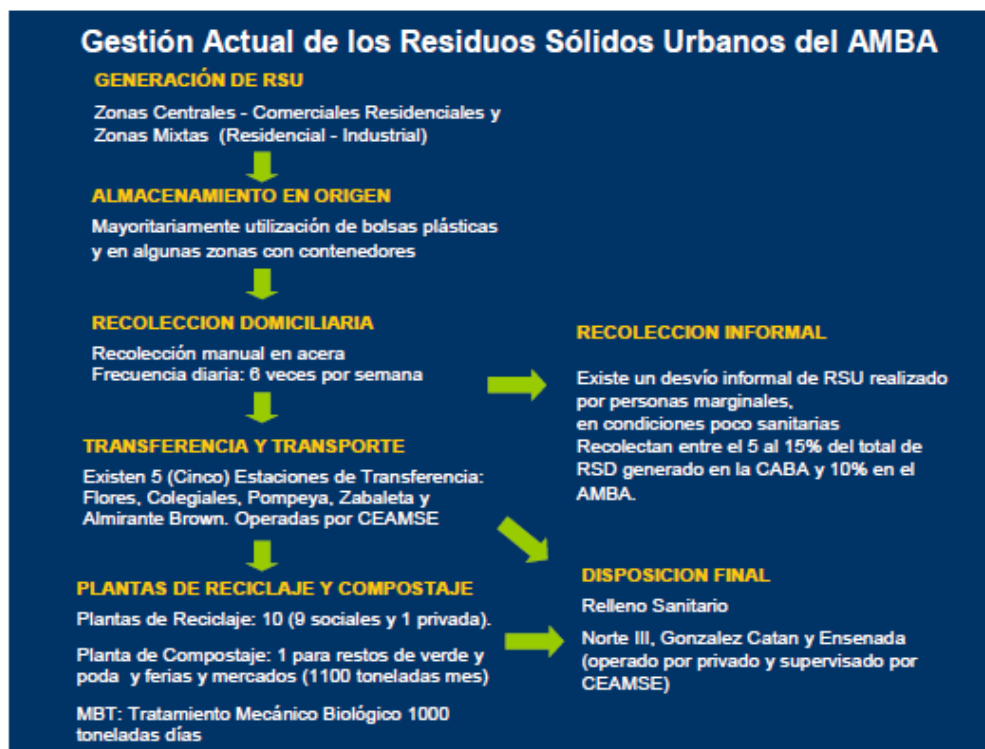 Gestión Actual de los Residuos Sólidos Urbanos del AMBA
GENERACIÓN DE RSU
Zonas Centrales - Comerciales Residenciales y
Zonas Mixtas (Residencial - Industrial)
ALMACENAMIENTO EN ORIGEN
Mayoritariamente utilización de bolsas plásticas
y en algunas zonas con contenedores
RECOLECCION DOMICILIARIA
Recolección manual en acera
Frecuencia diaria: 6 veces por semana
RECOLECCION INFORMAL
Existe un desvío informal de RSU realizado
por personas marginales,
en condiciones poco sanitarias
Recolectan entre el 5 al 15% del total de
RSD generado en la CABA y 10% en el
AMBA.
TRANSFERENCIA Y TRANSPORTE
Existen 5 (Cinco) Estaciones de Transferencia:
Flores, Colegiales, Pompeya, Zabaleta y
Almirante Brown. Operadas por CEAMSE
PLANTAS DE RECICLAJE Y COMPOSTAJE
Plantas de Reciclaje: 10 (9 sociales y 1 privada).
Planta de Compostaje: 1 para restos de verde y
poda y ferias y mercados (1100 toneladas mes)
MBT: Tratamiento Mecánico Biológico 1000
toneladas días
DISPOSICION FINAL
Relleno Sanitario
Norte III, Gonzalez Catan y Ensenada
(operado por privado y supervisado por
CEAMSE)